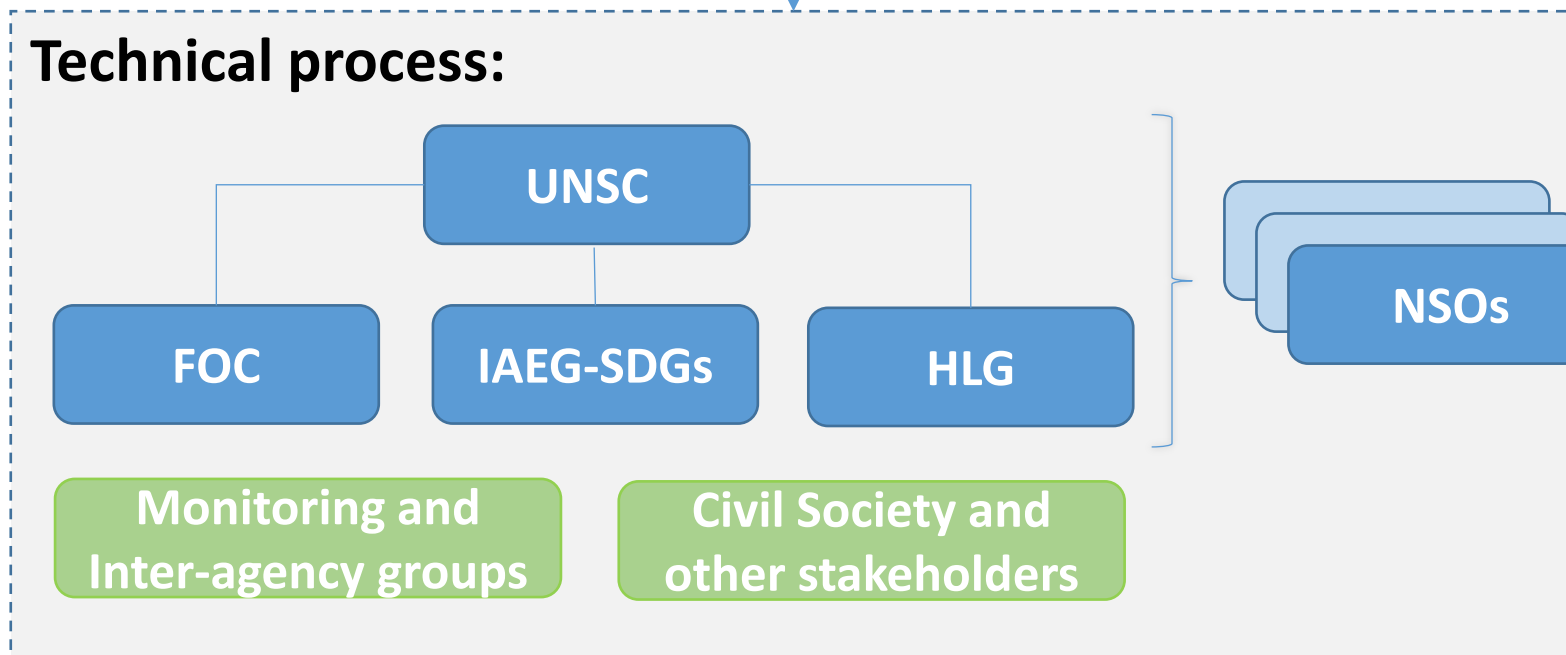 Technical process:
UNSC
NSOs
FOC
IAEG-SDGs
HLG
Monitoring and
Inter-agency groups
Civil Society and
other stakeholders